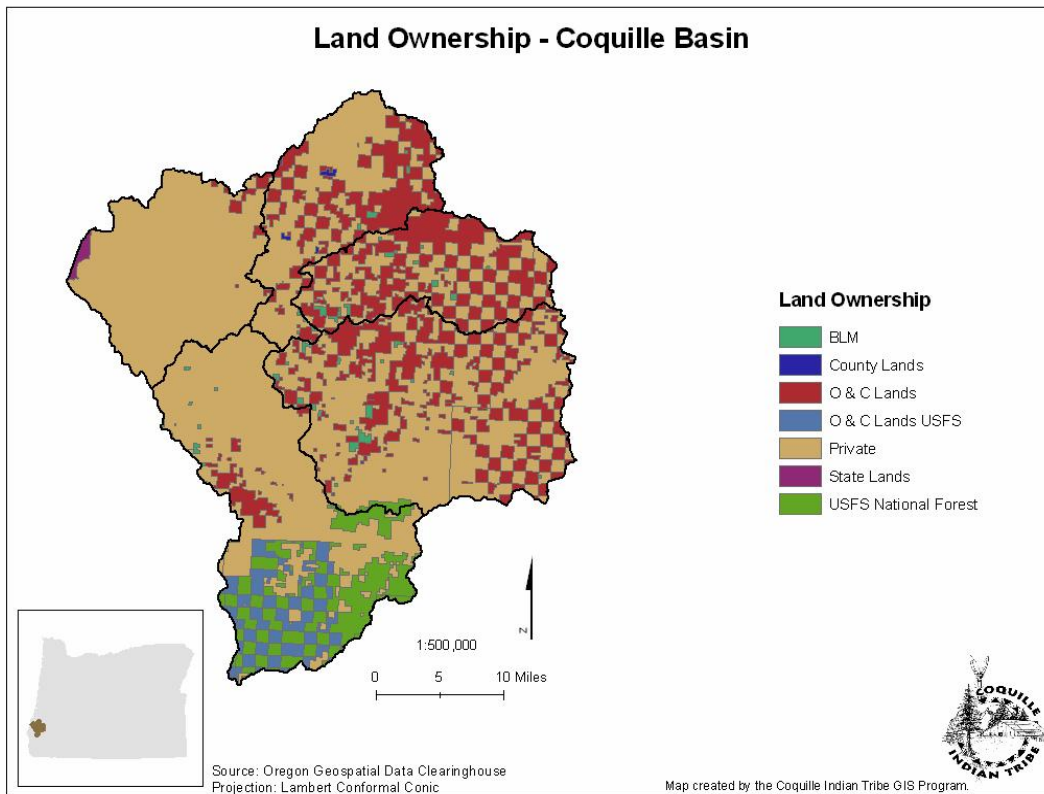 Land Ownership - Coquille Basin
Land Ownership
BLM
County Lands
O & C Lands
O & C Lands USFS
Private
State Lands
USFS National Forest
z
1:500,000
0 5 10 Miles
COQUILLE
INDIAN TRIBE
Source: Oregon Geospatial Data Clearinghouse
Projection: Lambert Conformal Conic
Map created by the Coquille Indian Tribe GIS Program.